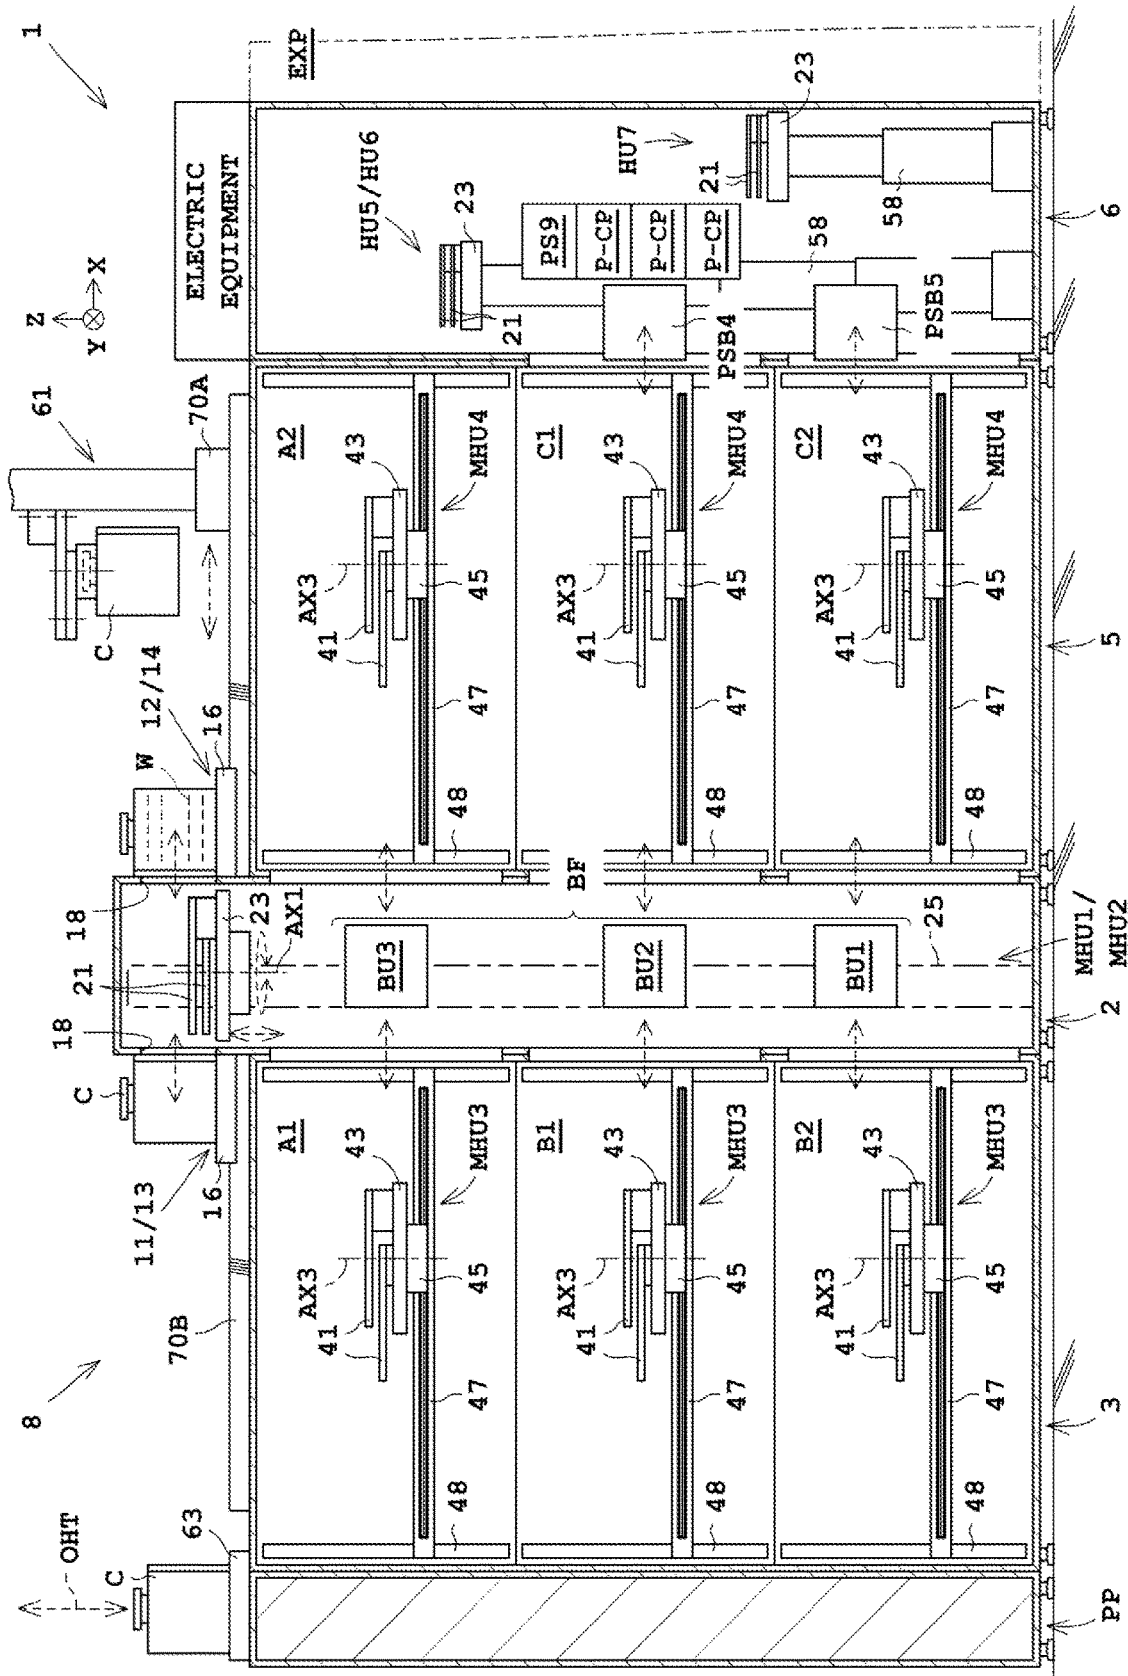 1
8
OHT
C
63
70B
11/13
16
C
18
21
18
23
AX1
W
12/14
16
C
61
70A
Z
Y
X
ELECTRIC
EQUIPMENT
EXP
A1
43
AX3
41
MHU3
45
47
48
B1
43
AX3
41
MHU3
45
47
48
B2
43
AX3
41
MHU3
45
47
48
BU3
BU2
BU1
BF
25
MHU1/
MHU2
A2
43
AX3
41
MHU4
45
47
48
C1
43
AX3
41
MHU4
45
47
48
C2
43
AX3
41
MHU4
45
47
48
HU5/HU6
23
21
PS9
P-CP
P-CP
P-CP
58
PSB4
PSB5
HU7
23
21
58
PP
3
2
5
6